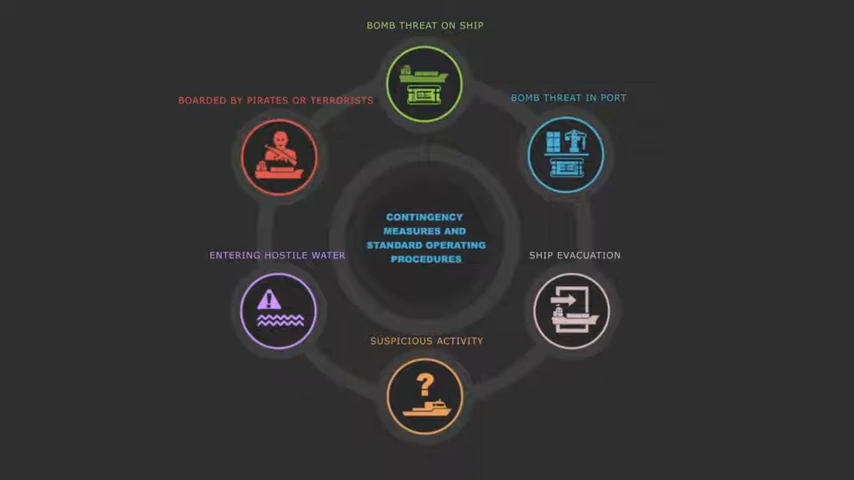 BOMB THREAT ON SHIP
BOARDED BY PIRATES OR TERRORISTS
BOMB THREAT IN PORT
CONTINGENCY
MEASURES AND
STANDARD OPERATING
PROCEDURES
ENTERING HOSTILE WATER
SHIP EVACUATION
SUSPICIOUS ACTIVITY
?